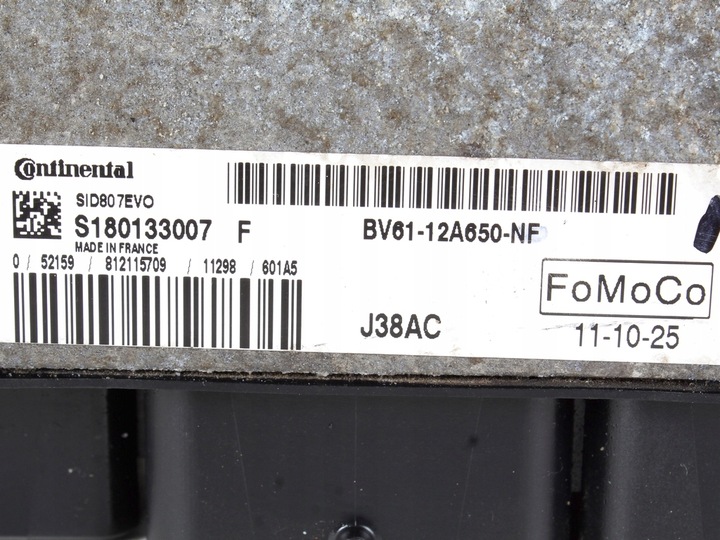 Continental
SID807EVO
S180133007 F
MADE IN FRANCE
0 / 52159 / 812115709 / 11298 / 601A5
BV61-12A650-NF
FoMoCo
J38AC
11-10-25